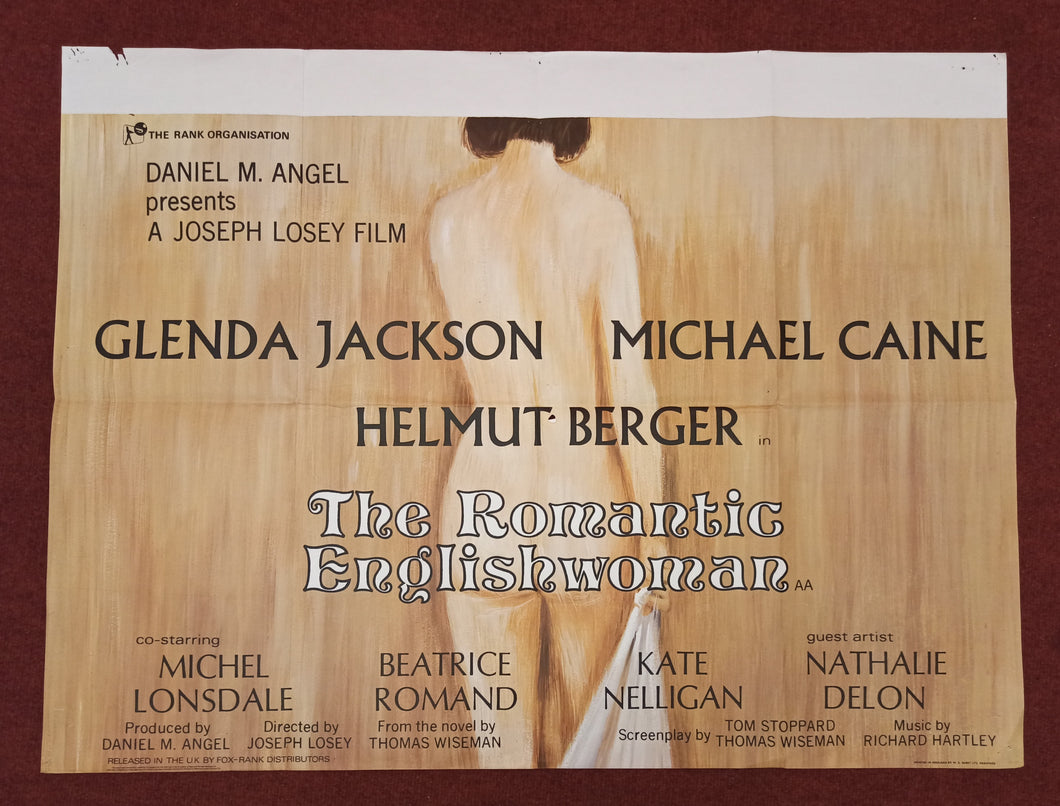 THE RANK ORGANISATION
DANIEL M. ANGEL
presents
A JOSEPH LOSEY FILM
GLENDA JACKSON MICHAEL CAINE
HELMUT BERGER in
The Romantic
Englishwoman AA
co-starring
MICHEL
LONSDALE
BEATRICE
ROMAND
KATE
NELLIGAN
guest artist
NATHALIE
DELON
Produced by
DANIEL M. ANGEL
Directed by
JOSEPH LOSEY
From the novel by
THOMAS WISEMAN
Screenplay by TOM STOPPARD
THOMAS WISEMAN
Music by
RICHARD HARTLEY
RELEASED IN THE U.K. BY FOX-RANK DISTRIBUTORS